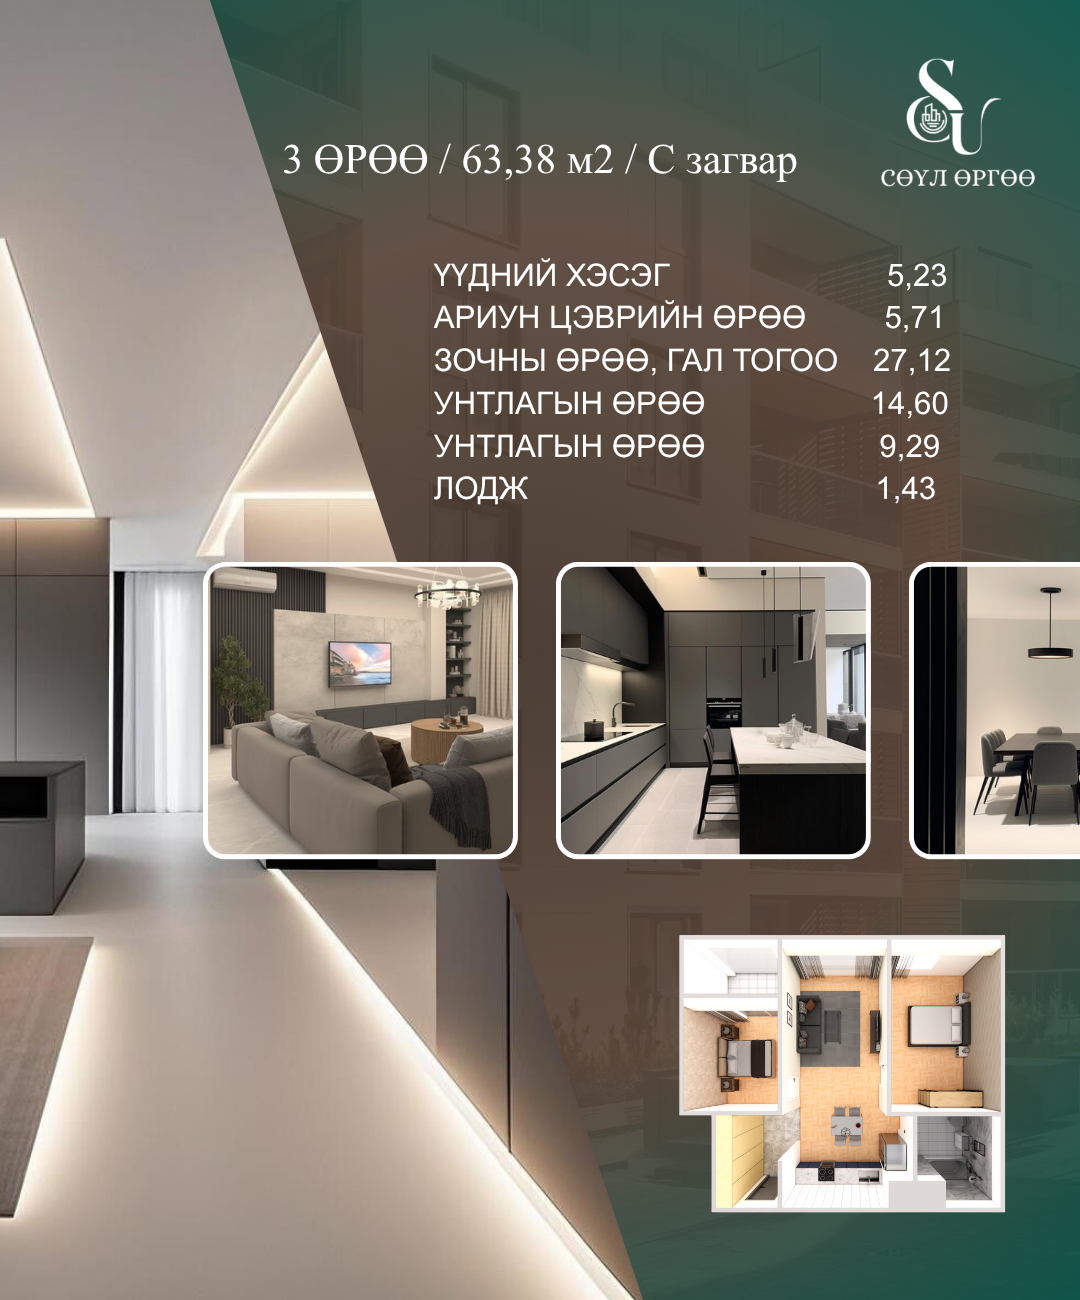 SU
СӨҮЛ ӨРГӨӨ
3 ӨРӨӨ / 63,38 м2 / С загвар
ҮҮДНИЙ ХЭСЭГ 5,23
АРИУН ЦЭВРИЙН ӨРӨӨ 5,71
ЗОЧНЫ ӨРӨӨ, ГАЛ ТОГОО 27,12
УНТЛАГЫН ӨРӨӨ 14,60
УНТЛАГЫН ӨРӨӨ 9,29
ЛОДЖ 1,43